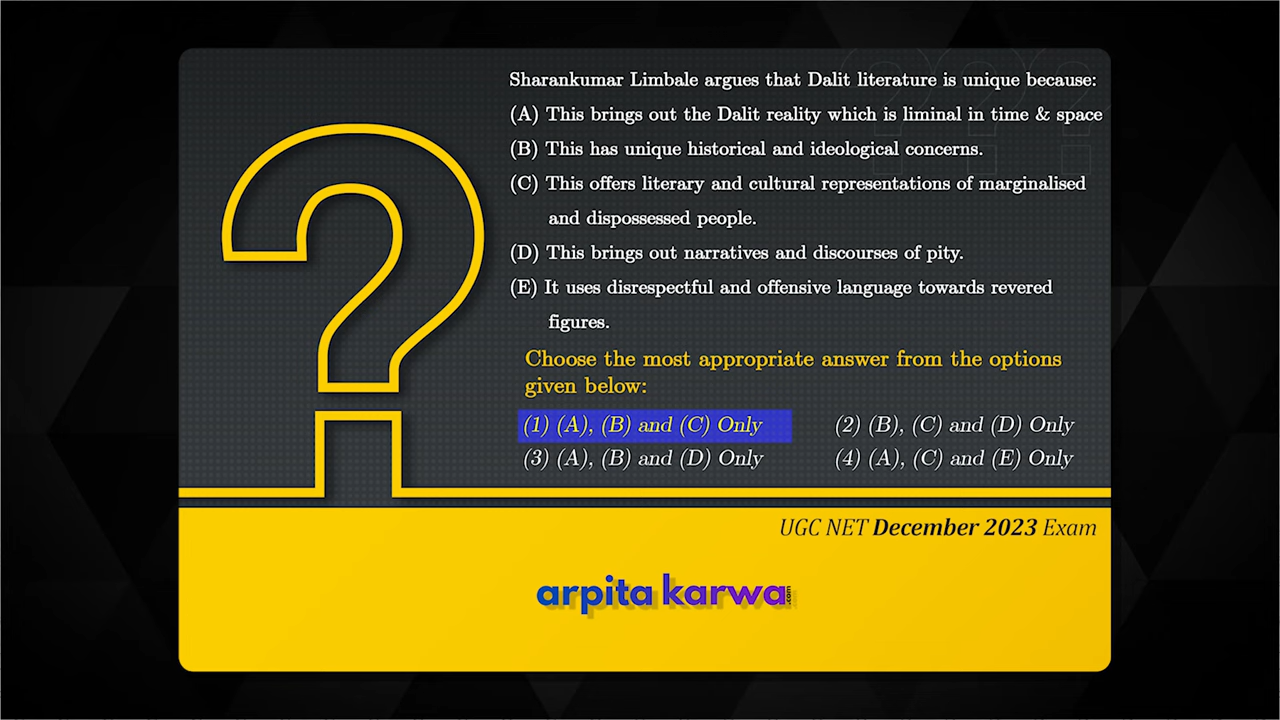 Sharankumar Limbale argues that Dalit literature is unique because:
(A) This brings out the Dalit reality which is liminal in time & space
(B) This has unique historical and ideological concerns.
(C) This offers literary and cultural representations of marginalised
and dispossessed people.
(D) This brings out narratives and discourses of pity.
(E) It uses disrespectful and offensive language towards revered
figures.
Choose the most appropriate answer from the options
given below:
(1) (A), (B) and (C) Only
(2) (B), (C) and (D) Only
(3) (A), (B) and (D) Only
(4) (A), (C) and (E) Only
UGC NET December 2023 Exam
arpita karwa.com